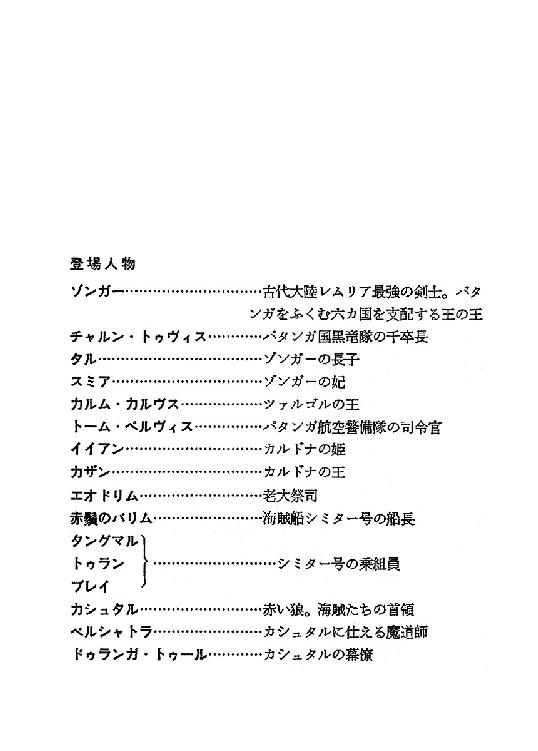 登場人物
ゾンガー…………………………古代大陸レムリア最強の剣士。パタ
ンガをふくむ六カ国を支配する王の王
チャルン・トゥヴィス…………パタンガ国黒竜隊の千卒長
タル………………………………ゾンガーの長子
スミア……………………………ゾンガーの妃
カルム・カルヴス………………ツァルゴルの王
トーム・ペルヴィス……………パタンガ航空警備隊の司令官
イイアン…………………………カルドナの姫
カザン……………………………カルドナの王
エオドリム………………………老大祭司
赤鬚のバリム……………………海賊船シミター号の船長
タングマル
トゥラン…………………………シミター号の乗組員
ブレイ
カシュタル………………………赤い狼。海賊たちの首領
ベルシャトラ……………………カシュタルに仕える魔道師
ドゥランガ・トゥール…………カシュタルの幕僚